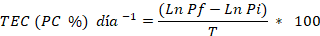 TEC (PC %) día ⁻¹ = (Ln Pf − Ln Pi) / T * 100